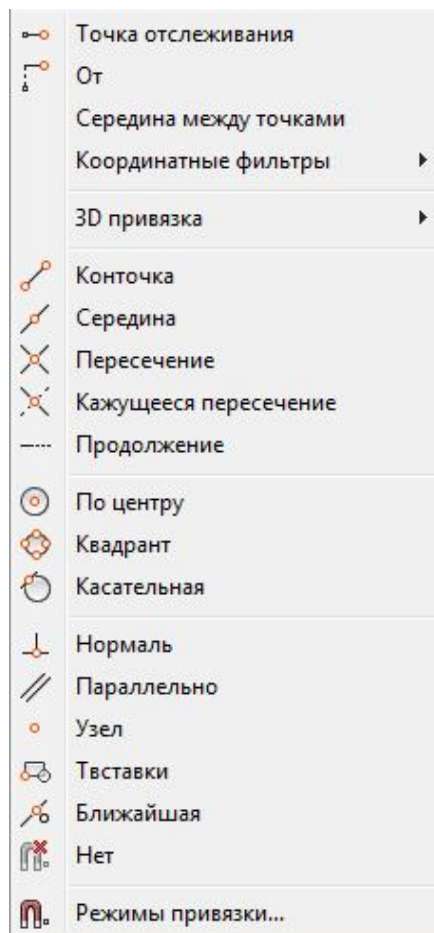 Точка отслеживания
От
Середина между точками
Координатные фильтры
3D привязка
Конточка
Середина
Пересечение
Кажущееся пересечение
Продолжение
По центру
Квадрант
Касательная
Нормаль
Параллельно
Узел
Твставки
Ближайшая
Нет
Режимы привязки...